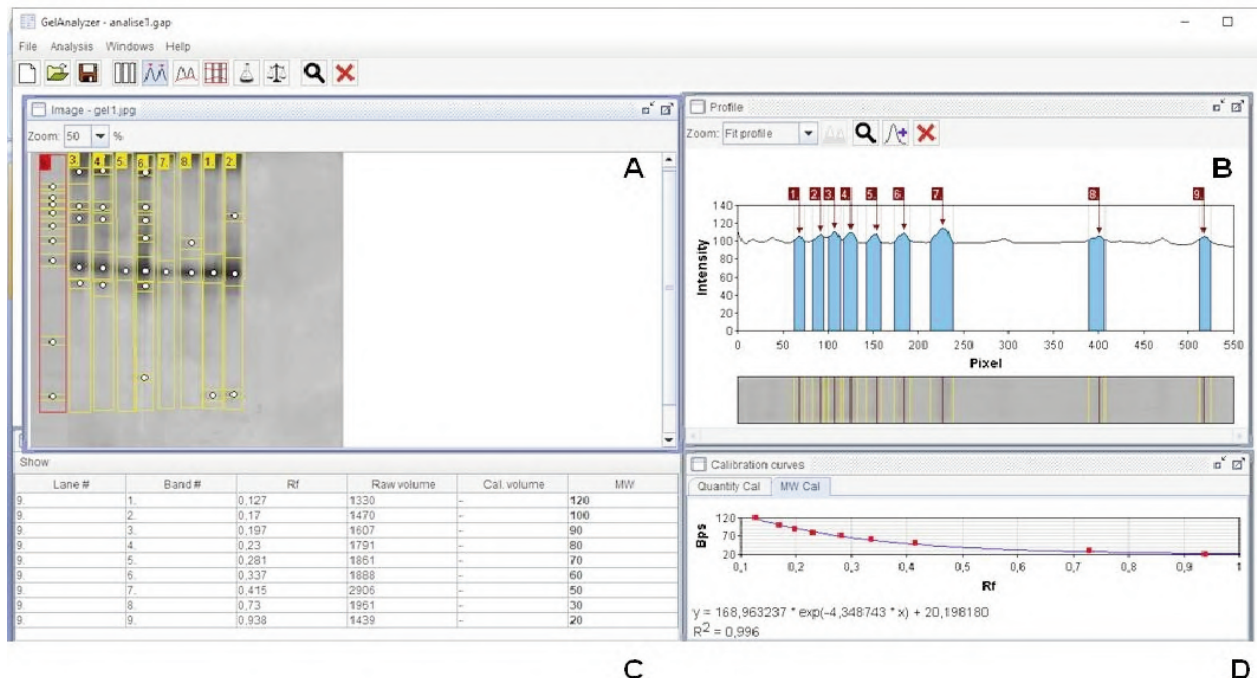 GelAnalyzer - analise1.gap
File Analysis Windows Help
Image - gel1.jpg
Zoom: 50 %
3. 4. 5. 6. 7. 8. 1. 2.
A
Profile
Zoom: Fit profile
B
1. 2. 3. 4. 5. 6. 7. 8. 9.
Intensity
140
120
100
80
60
40
20
0
0 50 100 150 200 250 300 350 400 450 500 550
Pixel
Show
Lane # Band # Rf Raw volume Cal. volume MW
9. 1. 0,127 1330 – 120
9. 2. 0,17 1470 – 100
9. 3. 0,197 1607 – 90
9. 4. 0,23 1791 – 80
9. 5. 0,281 1861 – 70
9. 6. 0,337 1888 – 60
9. 7. 0,415 2906 – 50
9. 8. 0,73 1961 – 30
9. 9. 0,938 1439 – 20
Calibration curves
Quantity Cal MW Cal
Bps
120
70
20
0,1 0,2 0,3 0,4 0,5 0,6 0,7 0,8 0,9 1
Rf
y = 168,963237 * exp(-4,348743 * x) + 20,198180
R2 = 0,996
C
D